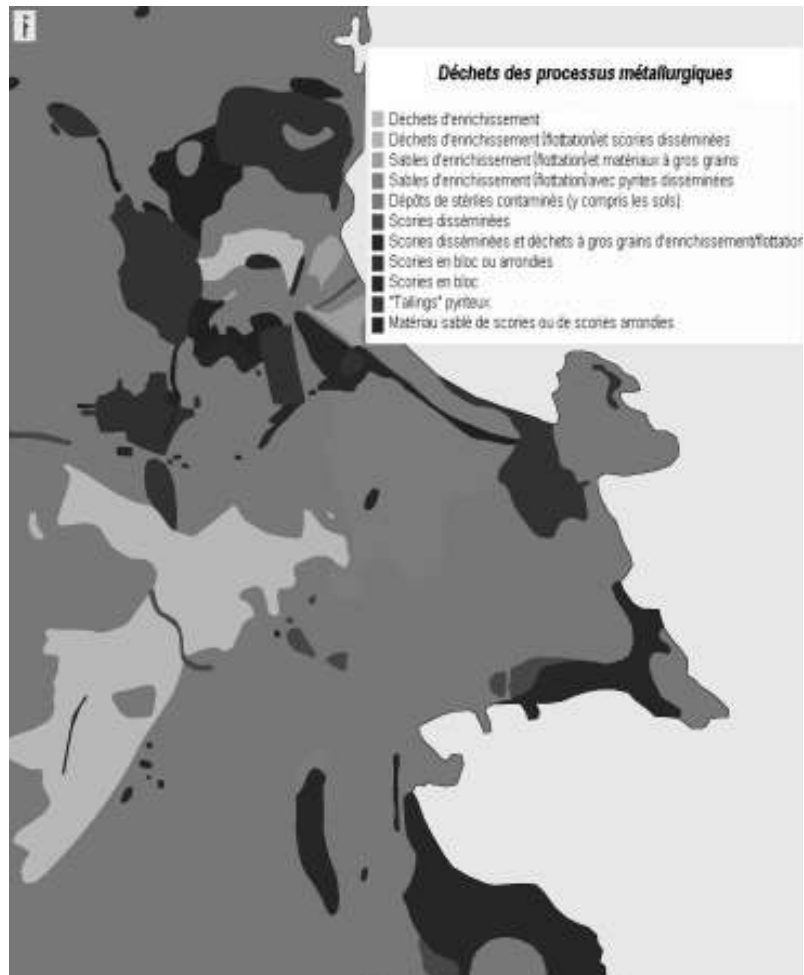 Déchets des processus métallurgiques
Déchets d'enrichissement
Déchets d'enrichissement (flottation) et scories disséminées
Sables d'enrichissement (flottation) et matériaux à gros grains
Sables d'enrichissement (flottation) avec pyrites disséminées
Dépôts de stériles contaminés (y compris les sols)
Scories disséminées
Scories disséminées et déchets à gros grains d'enrichissement/flottation
Scories en bloc ou arrondies
Scories en bloc
"Tailings" pyriteux
Matériau sablé de scories ou de scories arrondies